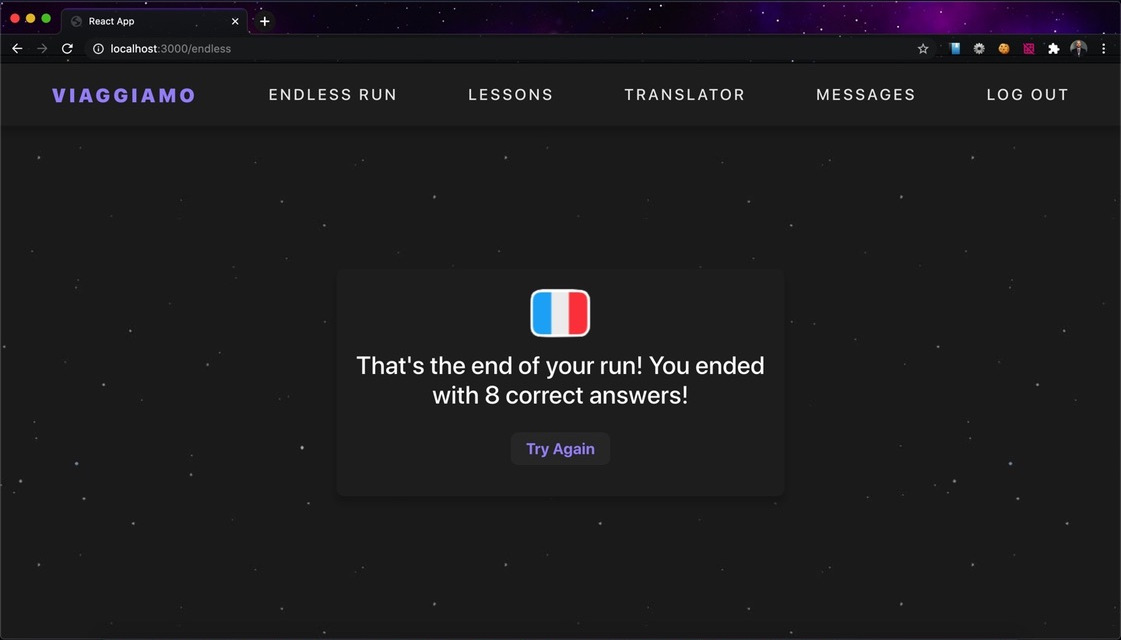 React App
localhost:3000/endless
VIAGGIAMO
ENDLESS RUN
LESSONS
TRANSLATOR
MESSAGES
LOG OUT
That's the end of your run! You ended
with 8 correct answers!
Try Again